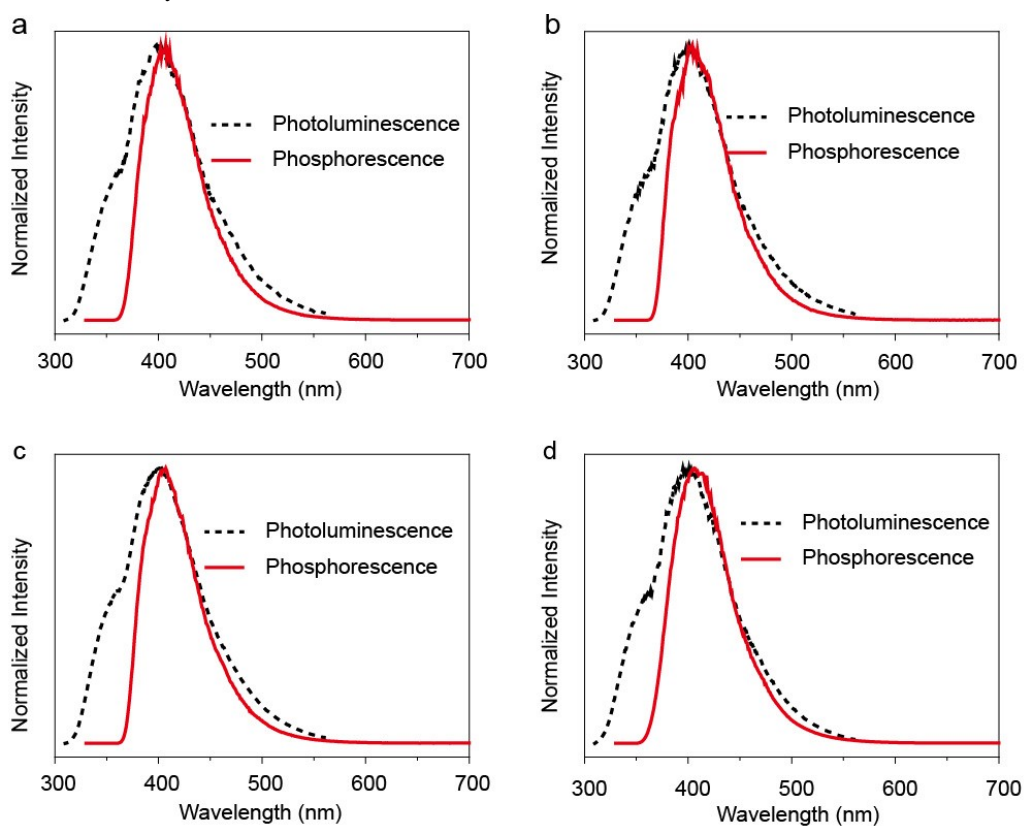 a
Normalized Intensity
Photoluminescence
Phosphorescence
300 400 500 600 700
Wavelength (nm)
b
Normalized Intensity
Photoluminescence
Phosphorescence
300 400 500 600 700
Wavelength (nm)
c
Normalized Intensity
Photoluminescence
Phosphorescence
300 400 500 600 700
Wavelength (nm)
d
Normalized Intensity
Photoluminescence
Phosphorescence
300 400 500 600 700
Wavelength (nm)